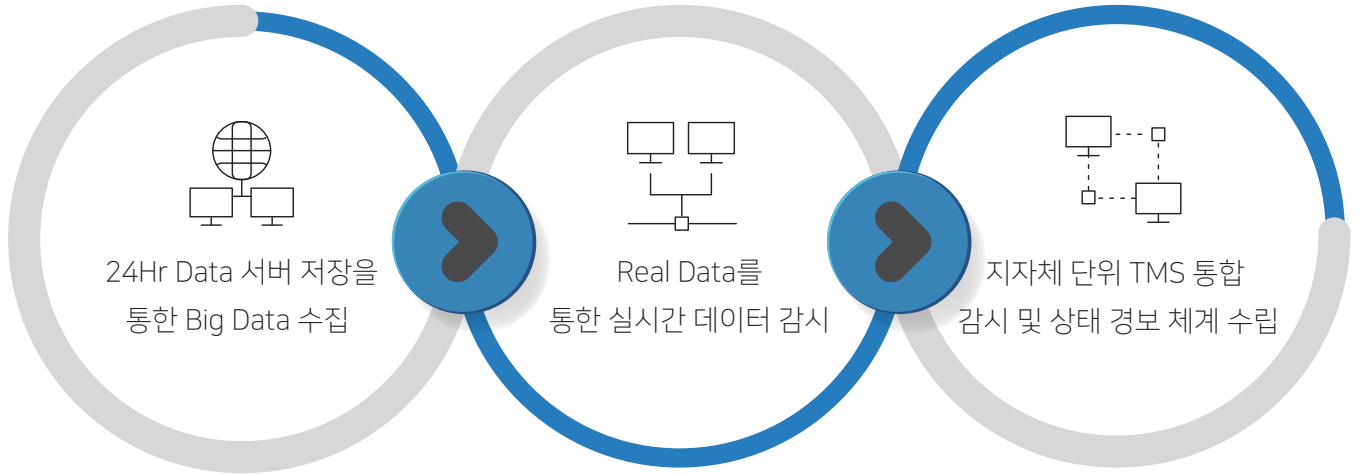 24Hr Data 서버 저장을
통한 Big Data 수집
Real Data를
통한 실시간 데이터 감시
지자체 단위 TMS 통합
감시 및 상태 경보 체계 수립